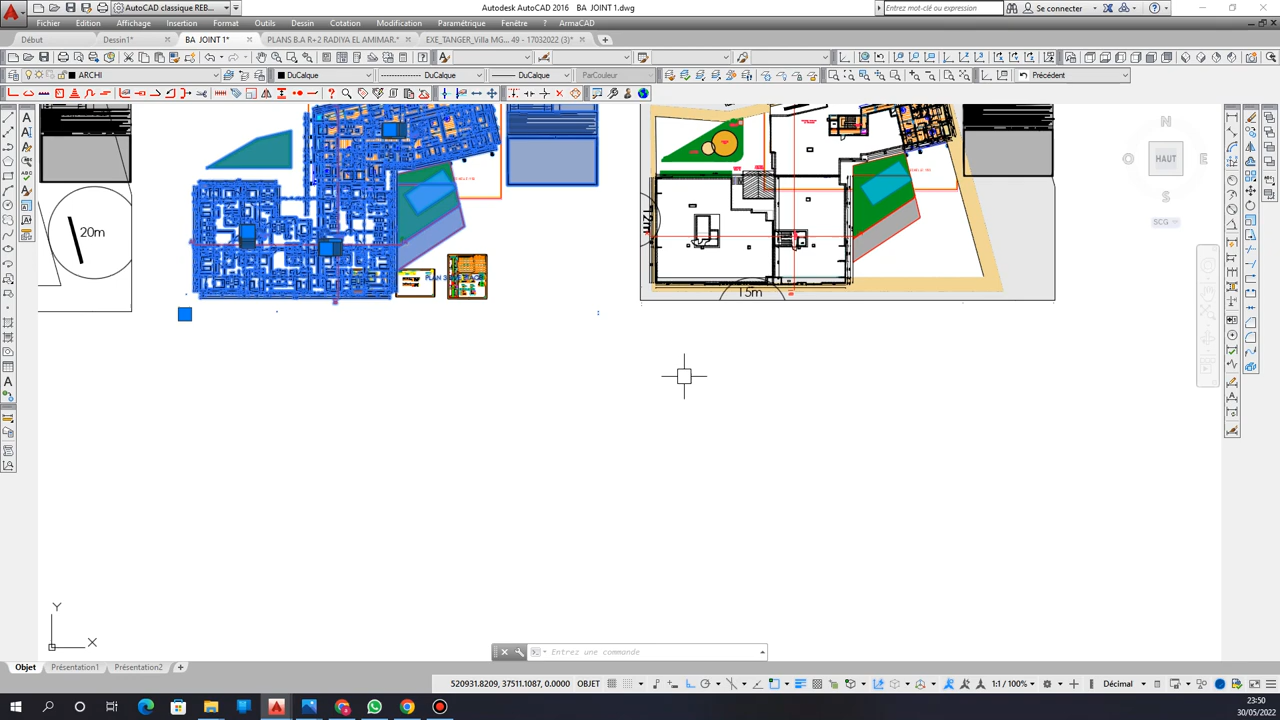 AutoCAD classique REB...
Autodesk AutoCAD 2016 BA JOINT 1.dwg
Entrez mot-clé ou expression
Se connecter
Fichier Edition Affichage Insertion Format Outils Dessin Cotation Modification Paramétrique Fenêtre ? ArmaCAD
Début Dessin1* BA JOINT 1* PLANS B.A R+2 RADIYA EL AMIMAR.* EXE_TANGER_Villa MG... 49 - 17032022 (3)*
ARCHI DuCalque DuCalque DuCalque ParCouleur Précédent
N
O HAUT E
S
SCG
20m
12m
15m
Y
X
Entrez une commande
Objet Présentation1 Présentation2
520931.8209, 37511.1087, 0.0000 OBJET 1:1 / 100% Décimal
23:50
30/05/2022